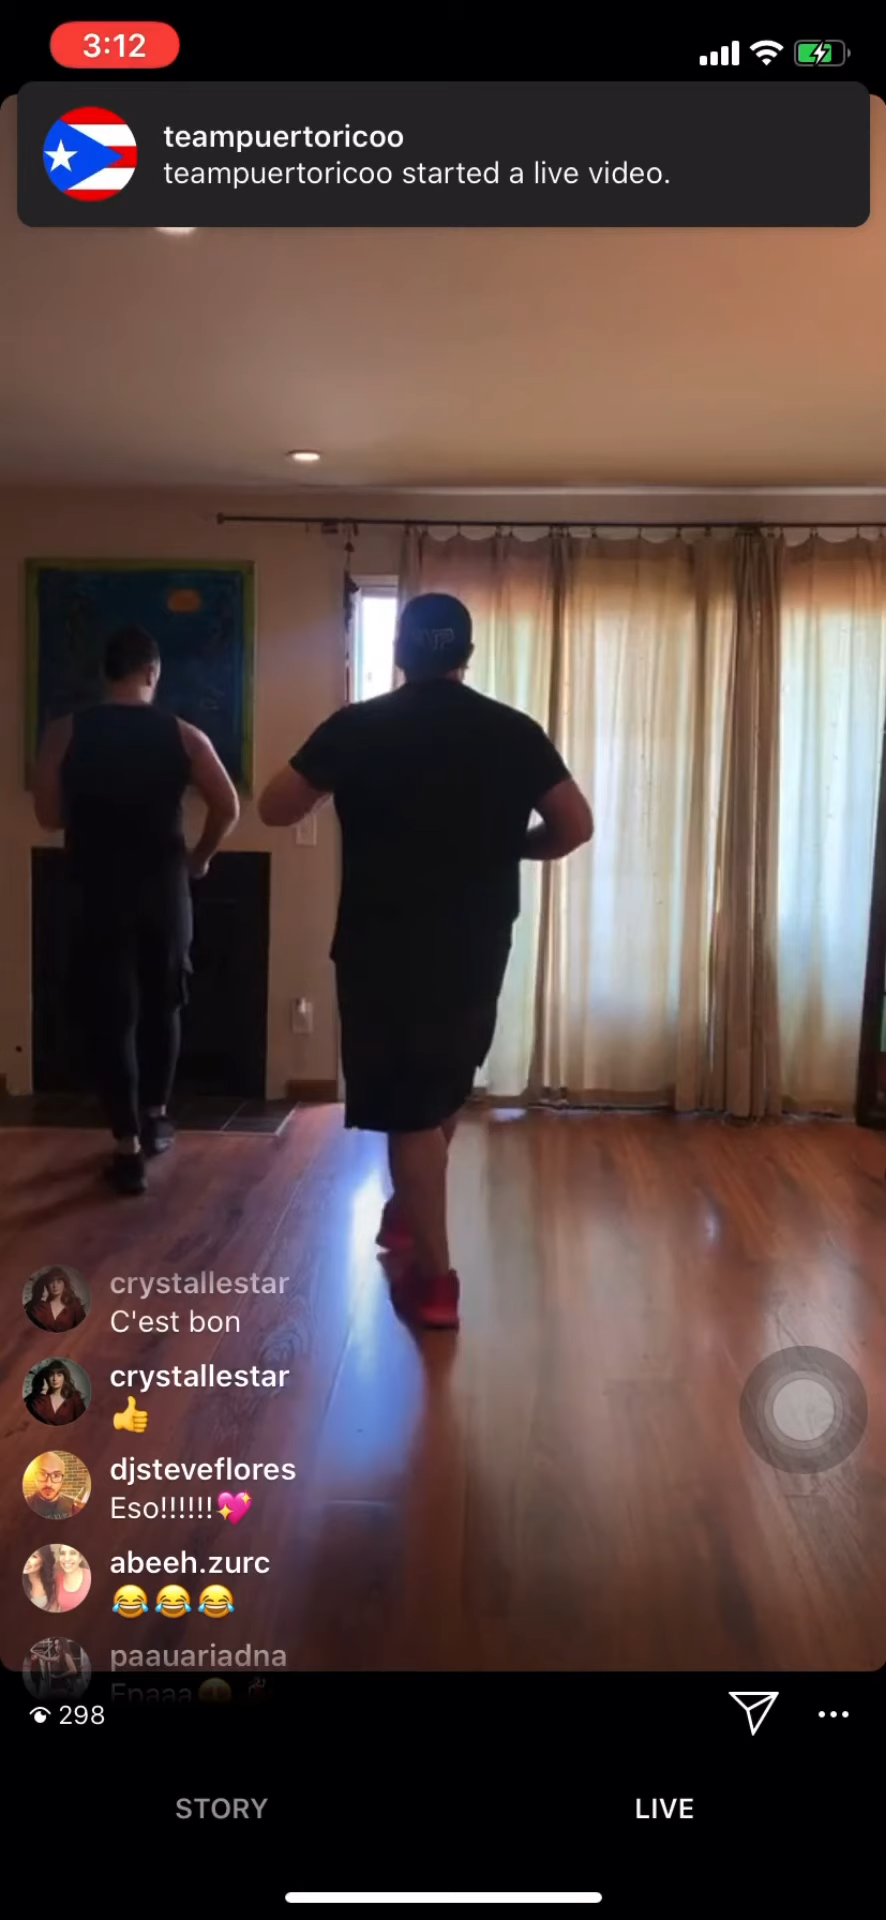 3:12
teampuertoricoo
teampuertoricoo started a live video.
crystallestar
C'est bon
crystallestar
👍
djsteveflores
Eso!!!!!!💖
abeeh.zurc
😂😂😂
paauariadna
Epaaa
298
STORY
LIVE